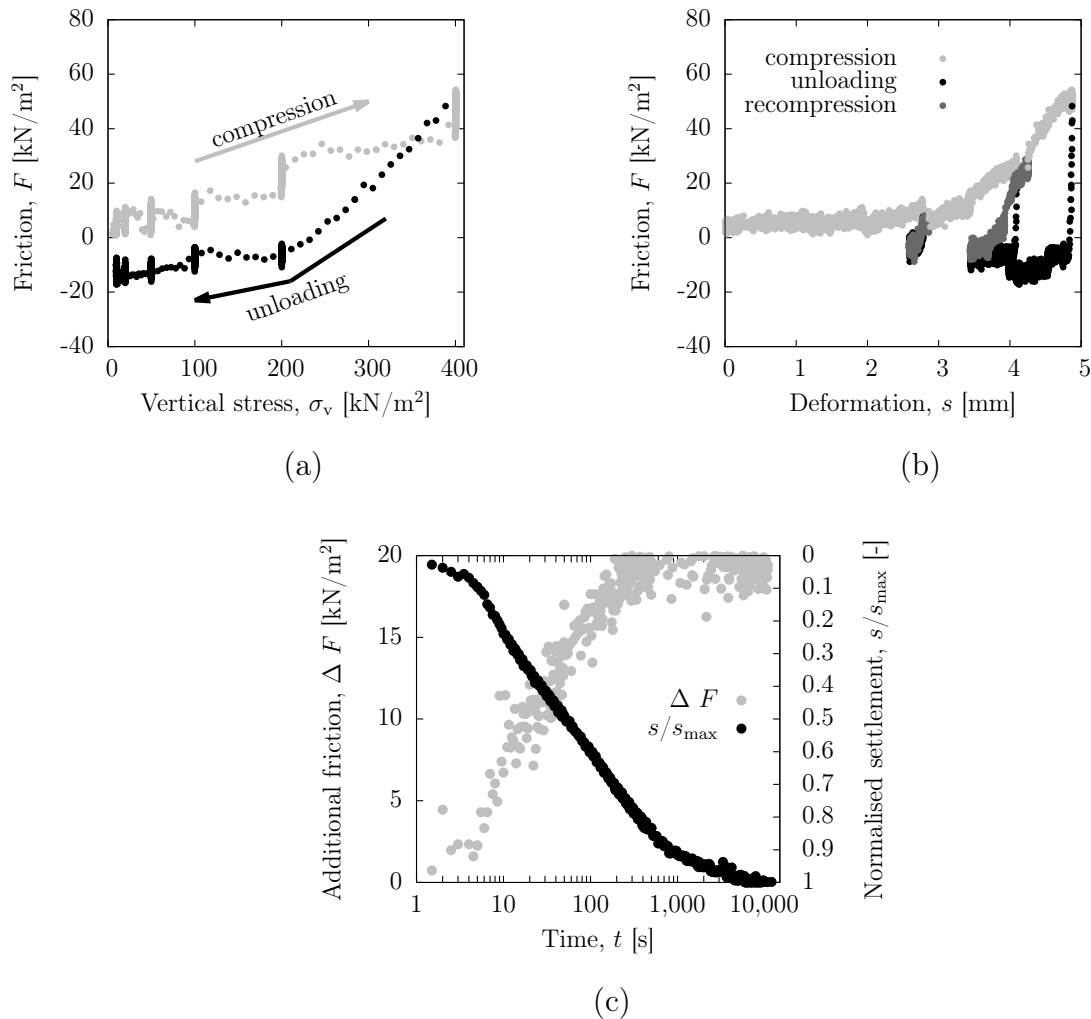 80
60
40
20
0
-20
-40
0
100
200
300
400
Friction, F [kN/m²]
Vertical stress, σv [kN/m²]
compression
unloading
(a)
80
60
40
20
0
-20
-40
0
1
2
3
4
5
Friction, F [kN/m²]
Deformation, s [mm]
compression
unloading
recompression
(b)
20
15
10
5
0
0
0.1
0.2
0.3
0.4
0.5
0.6
0.7
0.8
0.9
1
1
10
100
1,000
10,000
Additional friction, Δ F [kN/m²]
Normalised settlement, s/smax [-]
Δ F
s/smax
Time, t [s]
(c)